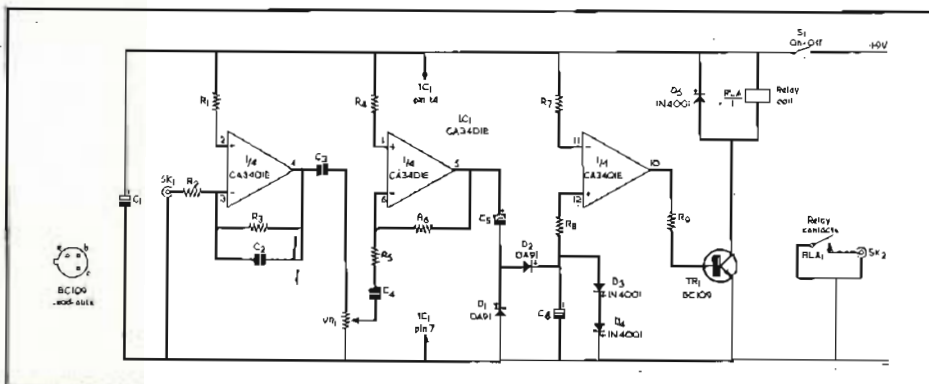 S1
On-Off
+9V
R1
R4
IC1
pin 14
R7
D5
1N4001
RLA
1
Relay
coil
IC1
CA3401E
2
+
1/4
CA3401E
4
C3
1
+
1/4
CA3401E
5
11
-
1/4
CA3401E
10
SK1
R2
3
-
6
-
C5
12
+
C1
R3
R6
R8
R9
C2
R5
D2
OA91
Relay
contacts
a
b
c
BC109
Lead-outs
C4
D3
1N4001
TR1
BC109
RLA1
SK2
VR1
IC1
pin 7
D1
OA91
C6
D4
1N4001